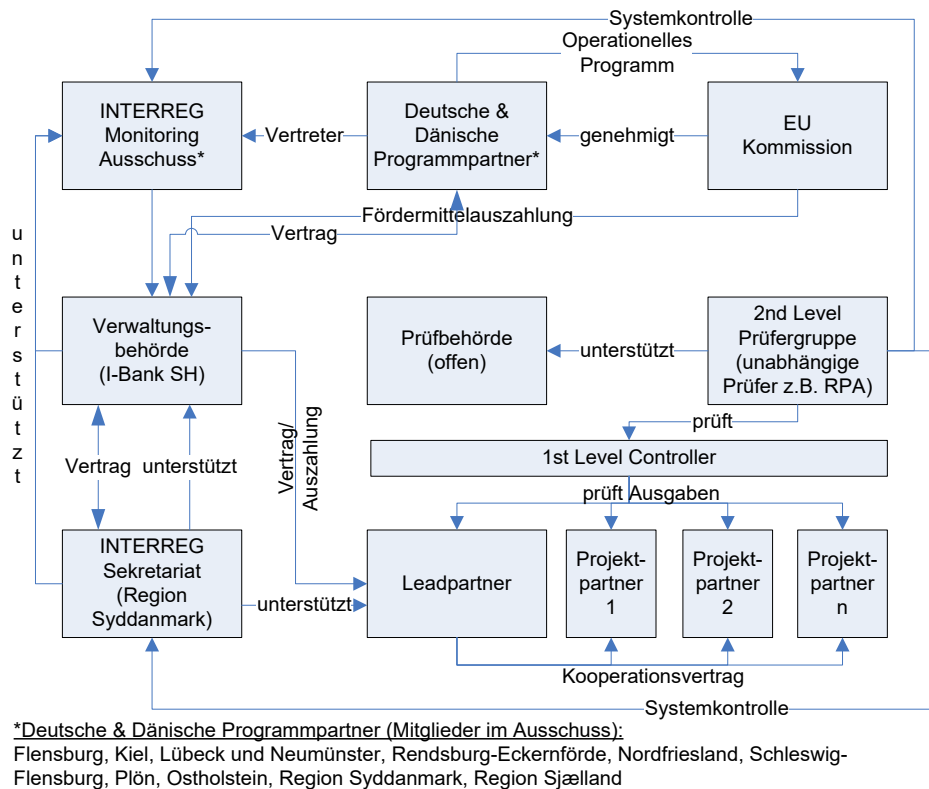 Systemkontrolle
Operationelles
Programm
INTERREG
Monitoring
Ausschuss*
Vertreter
Deutsche &
Dänische
Programmpartner*
genehmigt
EU
Kommission
Fördermittelauszahlung
Vertrag
u
n
t
e
r
s
t
ü
t
z
t
Verwaltungs-
behörde
(I-Bank SH)
Prüfbehörde
(offen)
unterstützt
2nd Level
Prüfergruppe
(unabhängige
Prüfer z.B. RPA)
prüft
1st Level Controller
Vertrag
unterstützt
Vertrag/
Auszahlung
prüft Ausgaben
INTERREG
Sekretariat
(Region
Syddanmark)
unterstützt
Leadpartner
Projekt-
partner
1
Projekt-
partner
2
Projekt-
partner
n
Kooperationsvertrag
Systemkontrolle
*Deutsche & Dänische Programmpartner (Mitglieder im Ausschuss):
Flensburg, Kiel, Lübeck und Neumünster, Rendsburg-Eckernförde, Nordfriesland, Schleswig-
Flensburg, Plön, Ostholstein, Region Syddanmark, Region Sjælland